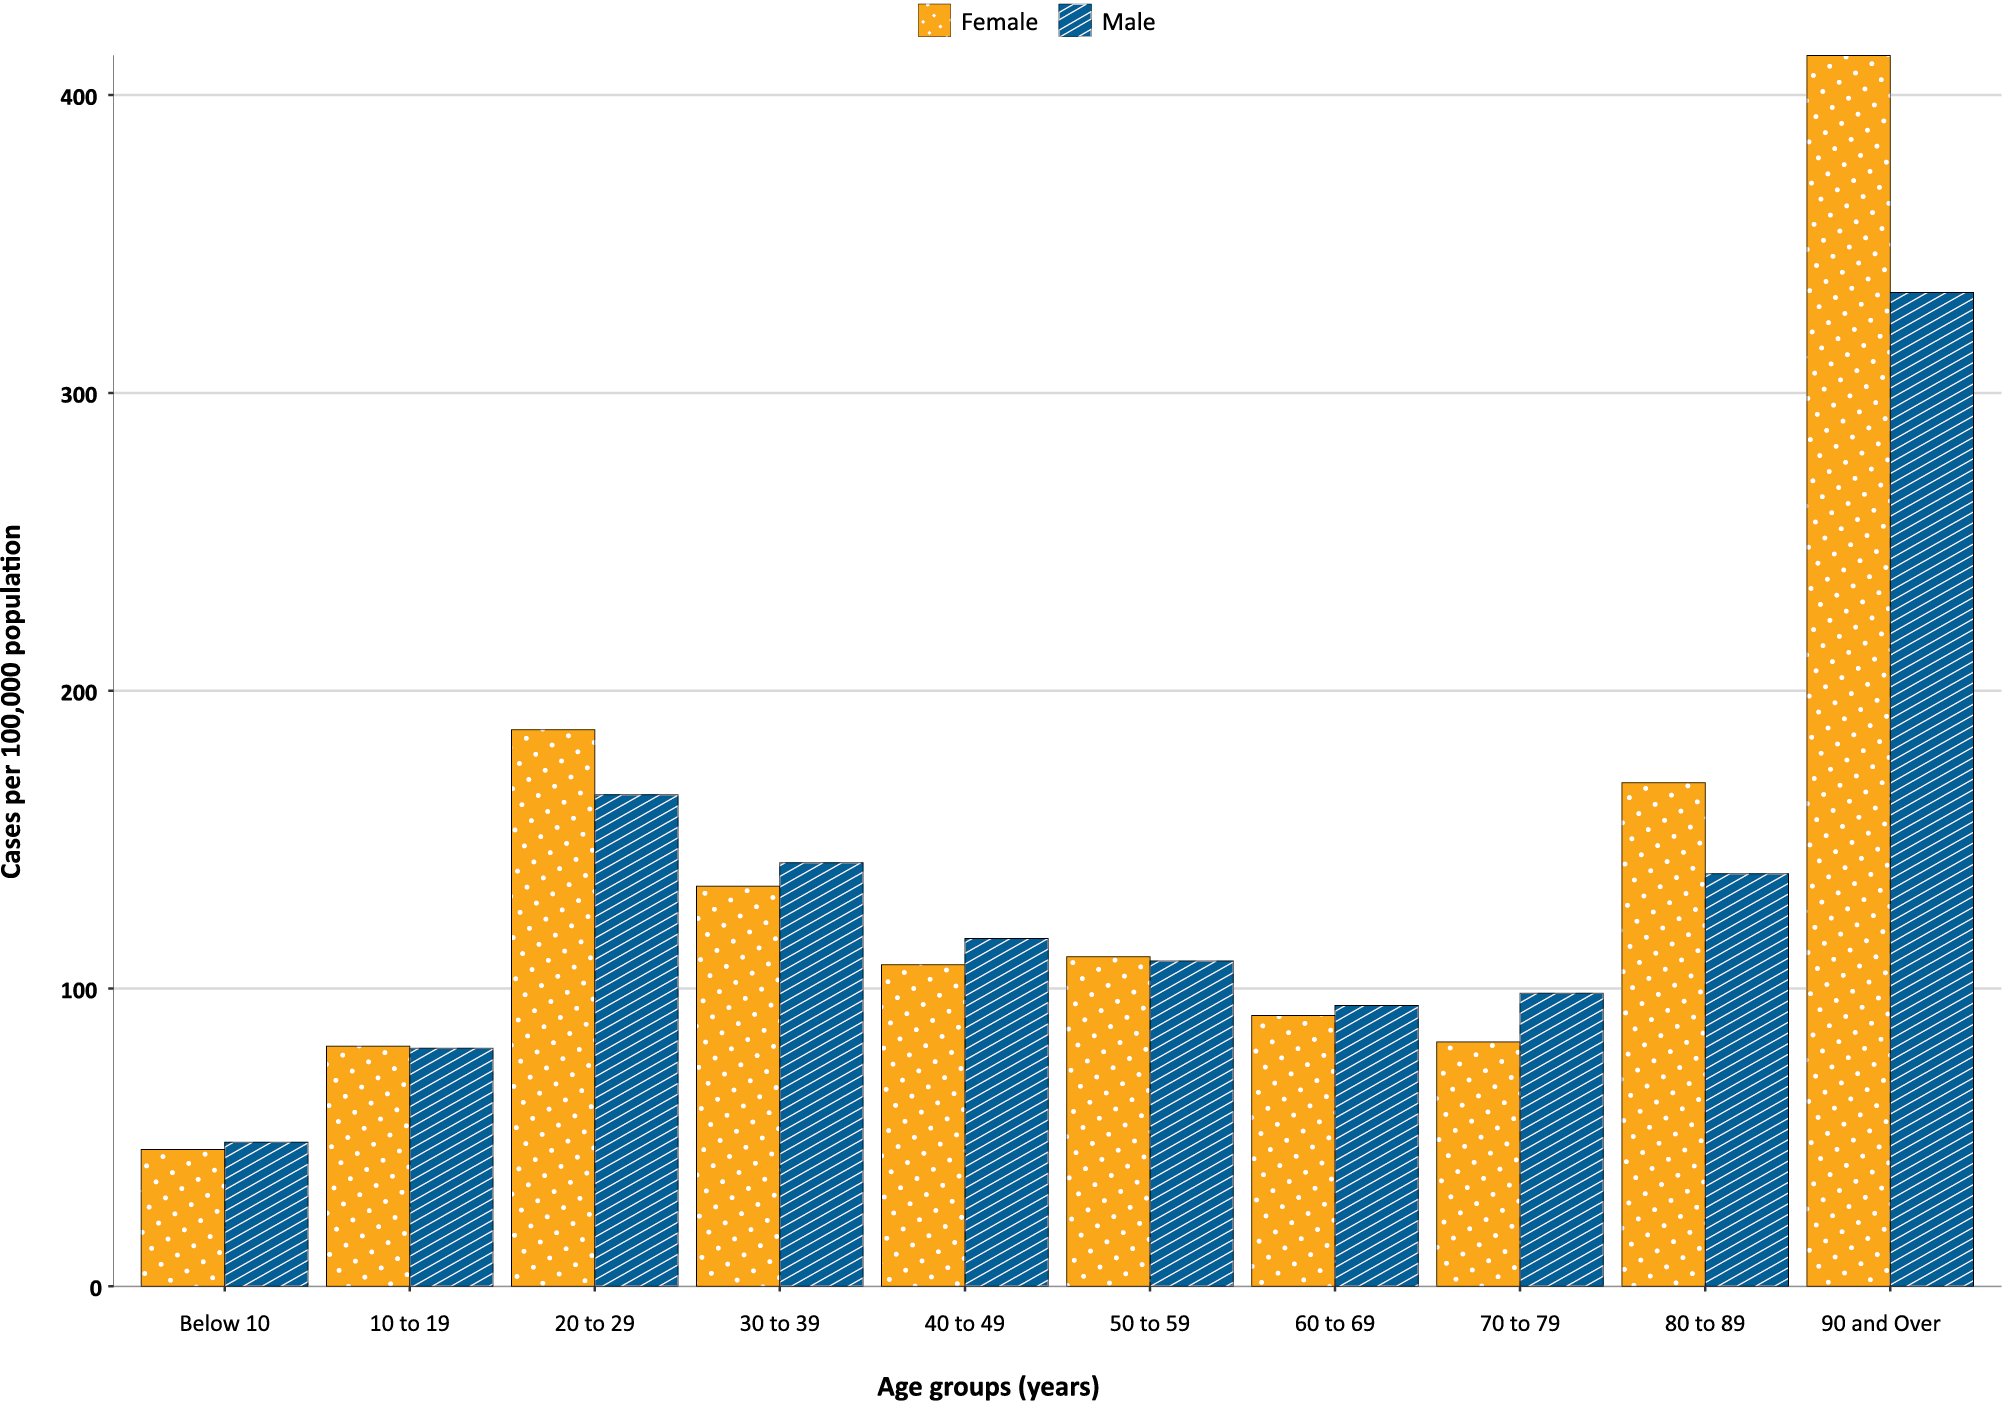 Female Male
400
300
200
100
0
Cases per 100,000 population
Below 10 10 to 19 20 to 29 30 to 39 40 to 49 50 to 59 60 to 69 70 to 79 80 to 89 90 and Over
Age groups (years)